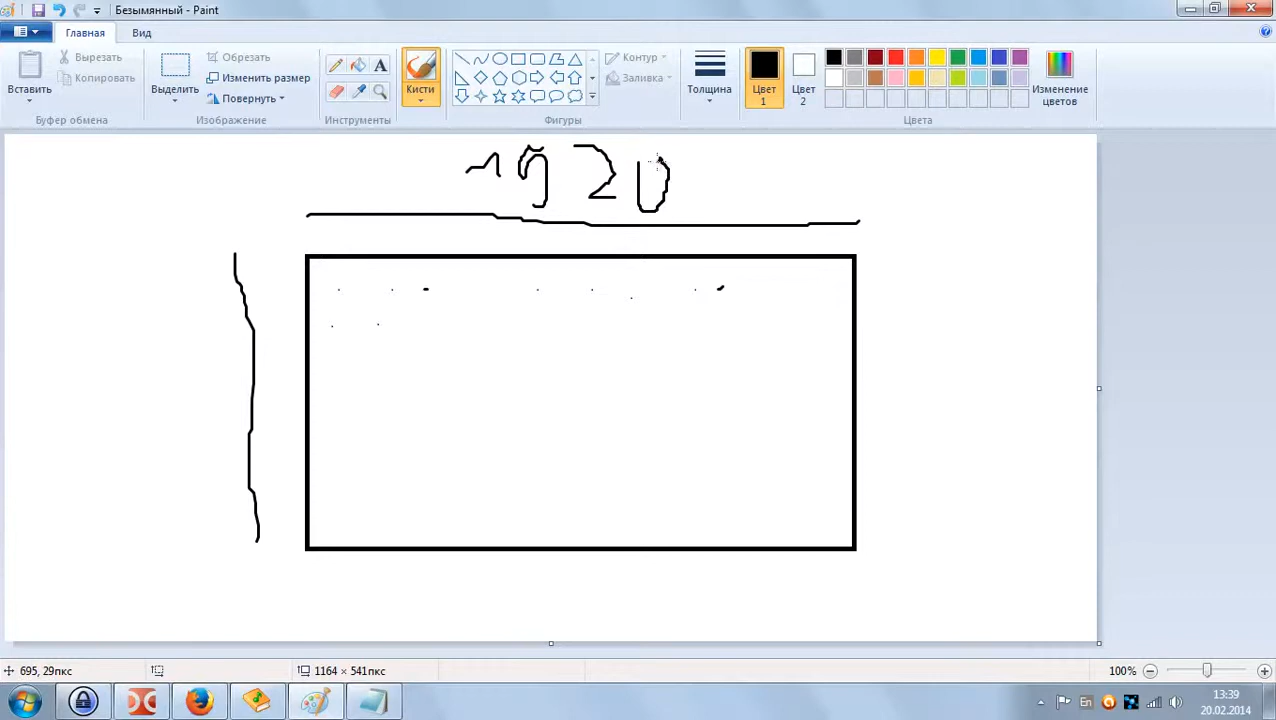 Безымянный - Paint
Главная Вид
Вставить
Вырезать
Копировать
Буфер обмена
Выделить
Обрезать
Изменить размер
Повернуть
Изображение
A
Инструменты
Кисти
Контур
Заливка
Фигуры
Толщина
Цвет 1
Цвет 2
Изменение цветов
Цвета
1920
695, 29пкс
1164 × 541пкс
100%
En
13:39
20.02.2014